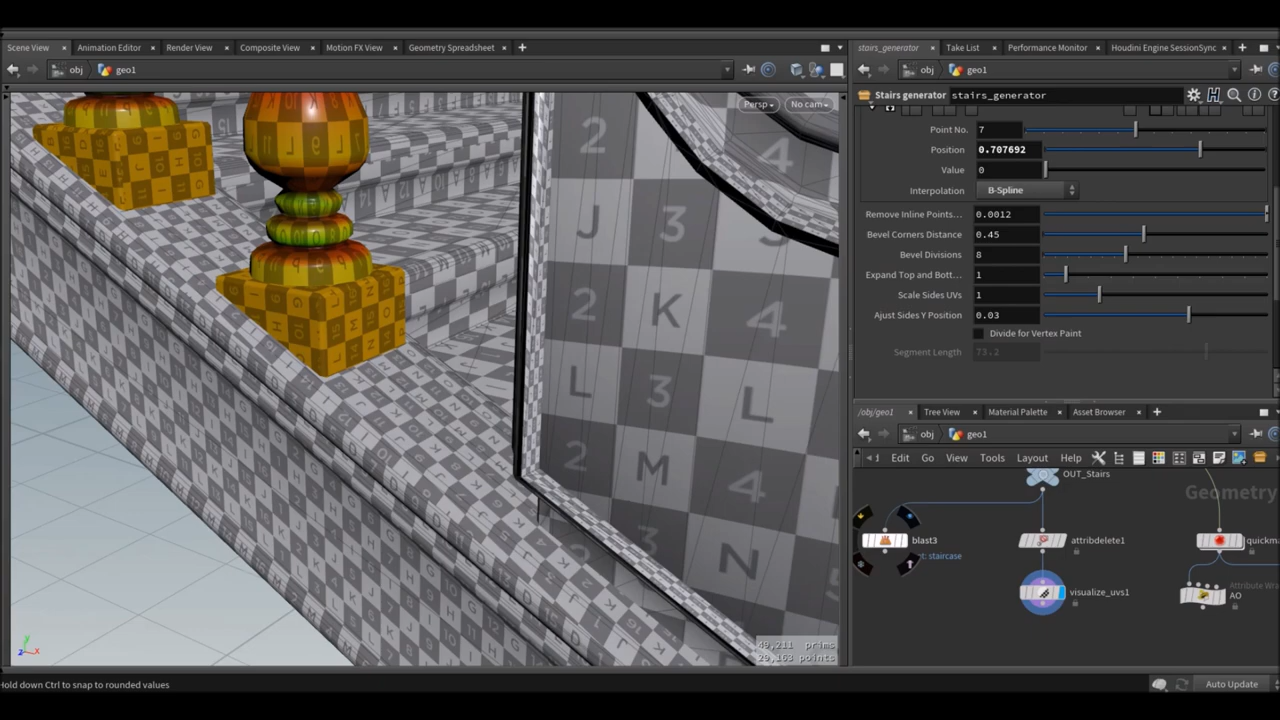 Scene View
Animation Editor
Render View
Composite View
Motion FX View
Geometry Spreadsheet
stairs_generator
Take List
Performance Monitor
Houdini Engine SessionSync
obj
geo1
obj
geo1
Stairs generator
stairs_generator
Persp
No cam
Point No.
7
Position
0.707692
Value
0
Interpolation
B-Spline
Remove Inline Points...
0.0012
Bevel Corners Distance
0.45
Bevel Divisions
8
Expand Top and Bott...
1
Scale Sides UVs
1
Ajust Sides Y Position
0.03
Divide for Vertex Paint
Segment Length
73.2
/obj/geo1
Tree View
Material Palette
Asset Browser
obj
geo1
Edit
Go
View
Tools
Layout
Help
OUT_Stairs
Geometry
blast3
attribdelete1
visualize_uvs1
AO
49,211 prims
29,163 points
Hold down Ctrl to snap to rounded values
Auto Update